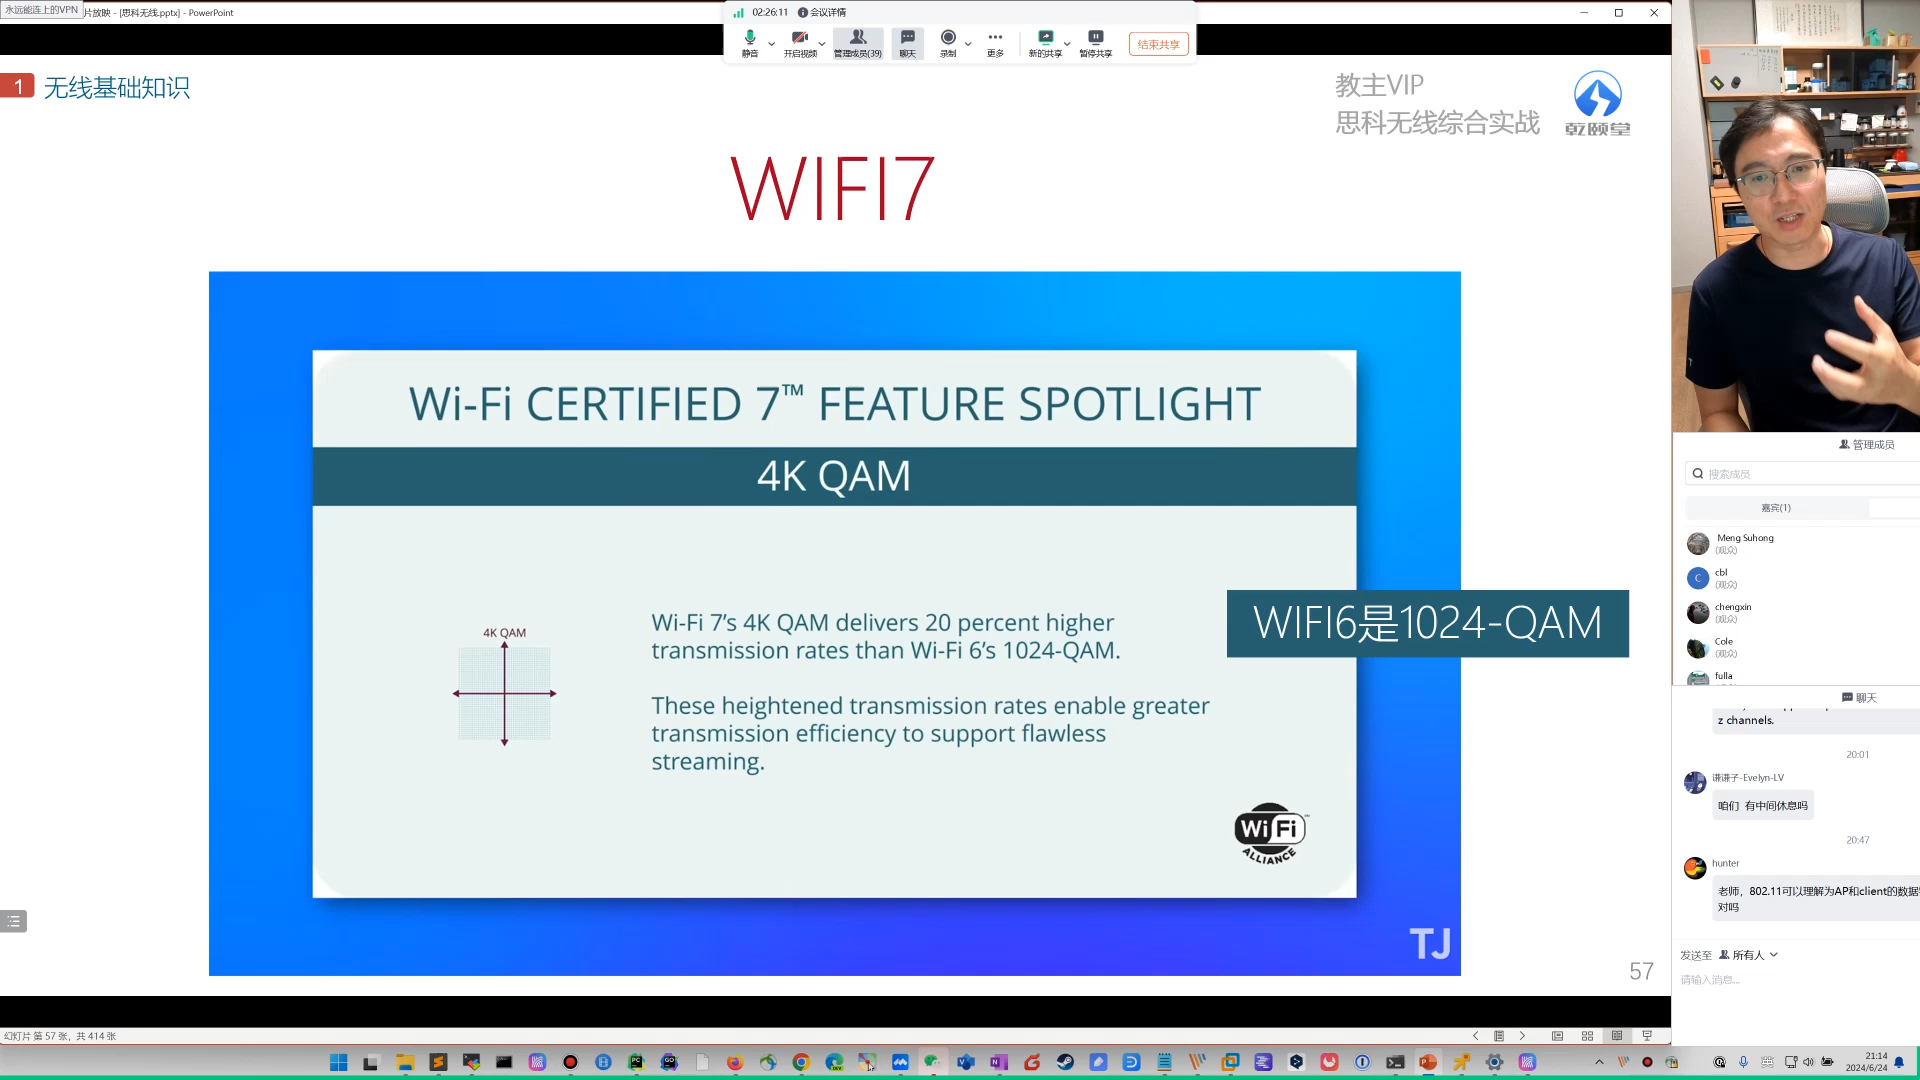 永远能连上的VPN
片放映 - [思科无线.pptx] - PowerPoint
02:26:11 会议详情
静音 开启视频 管理成员(39) 聊天 录制 更多 新的共享 暂停共享 结束共享
1 无线基础知识
教主VIP
思科无线综合实战
乾颐堂
WIFI7
Wi-Fi CERTIFIED 7™ FEATURE SPOTLIGHT
4K QAM
4K QAM
Wi-Fi 7’s 4K QAM delivers 20 percent higher
transmission rates than Wi-Fi 6’s 1024-QAM.
These heightened transmission rates enable greater
transmission efficiency to support flawless
streaming.
WIFI6是1024-QAM
Wi Fi
ALLIANCE
TJ
57
管理成员
搜索成员
嘉宾(1)
Meng Suhong
(观众)
C
cbl
(观众)
chengxin
(观众)
Cole
(观众)
fulla
聊天
z channels.
20:01
谦谦子-Evelyn-LV
咱们 有中间休息吗
20:47
hunter
老师，802.11可以理解为AP和client的数据
对吗
发送至 所有人
请输入消息...
幻灯片 第 57 张，共 414 张
21:14
2024/6/24